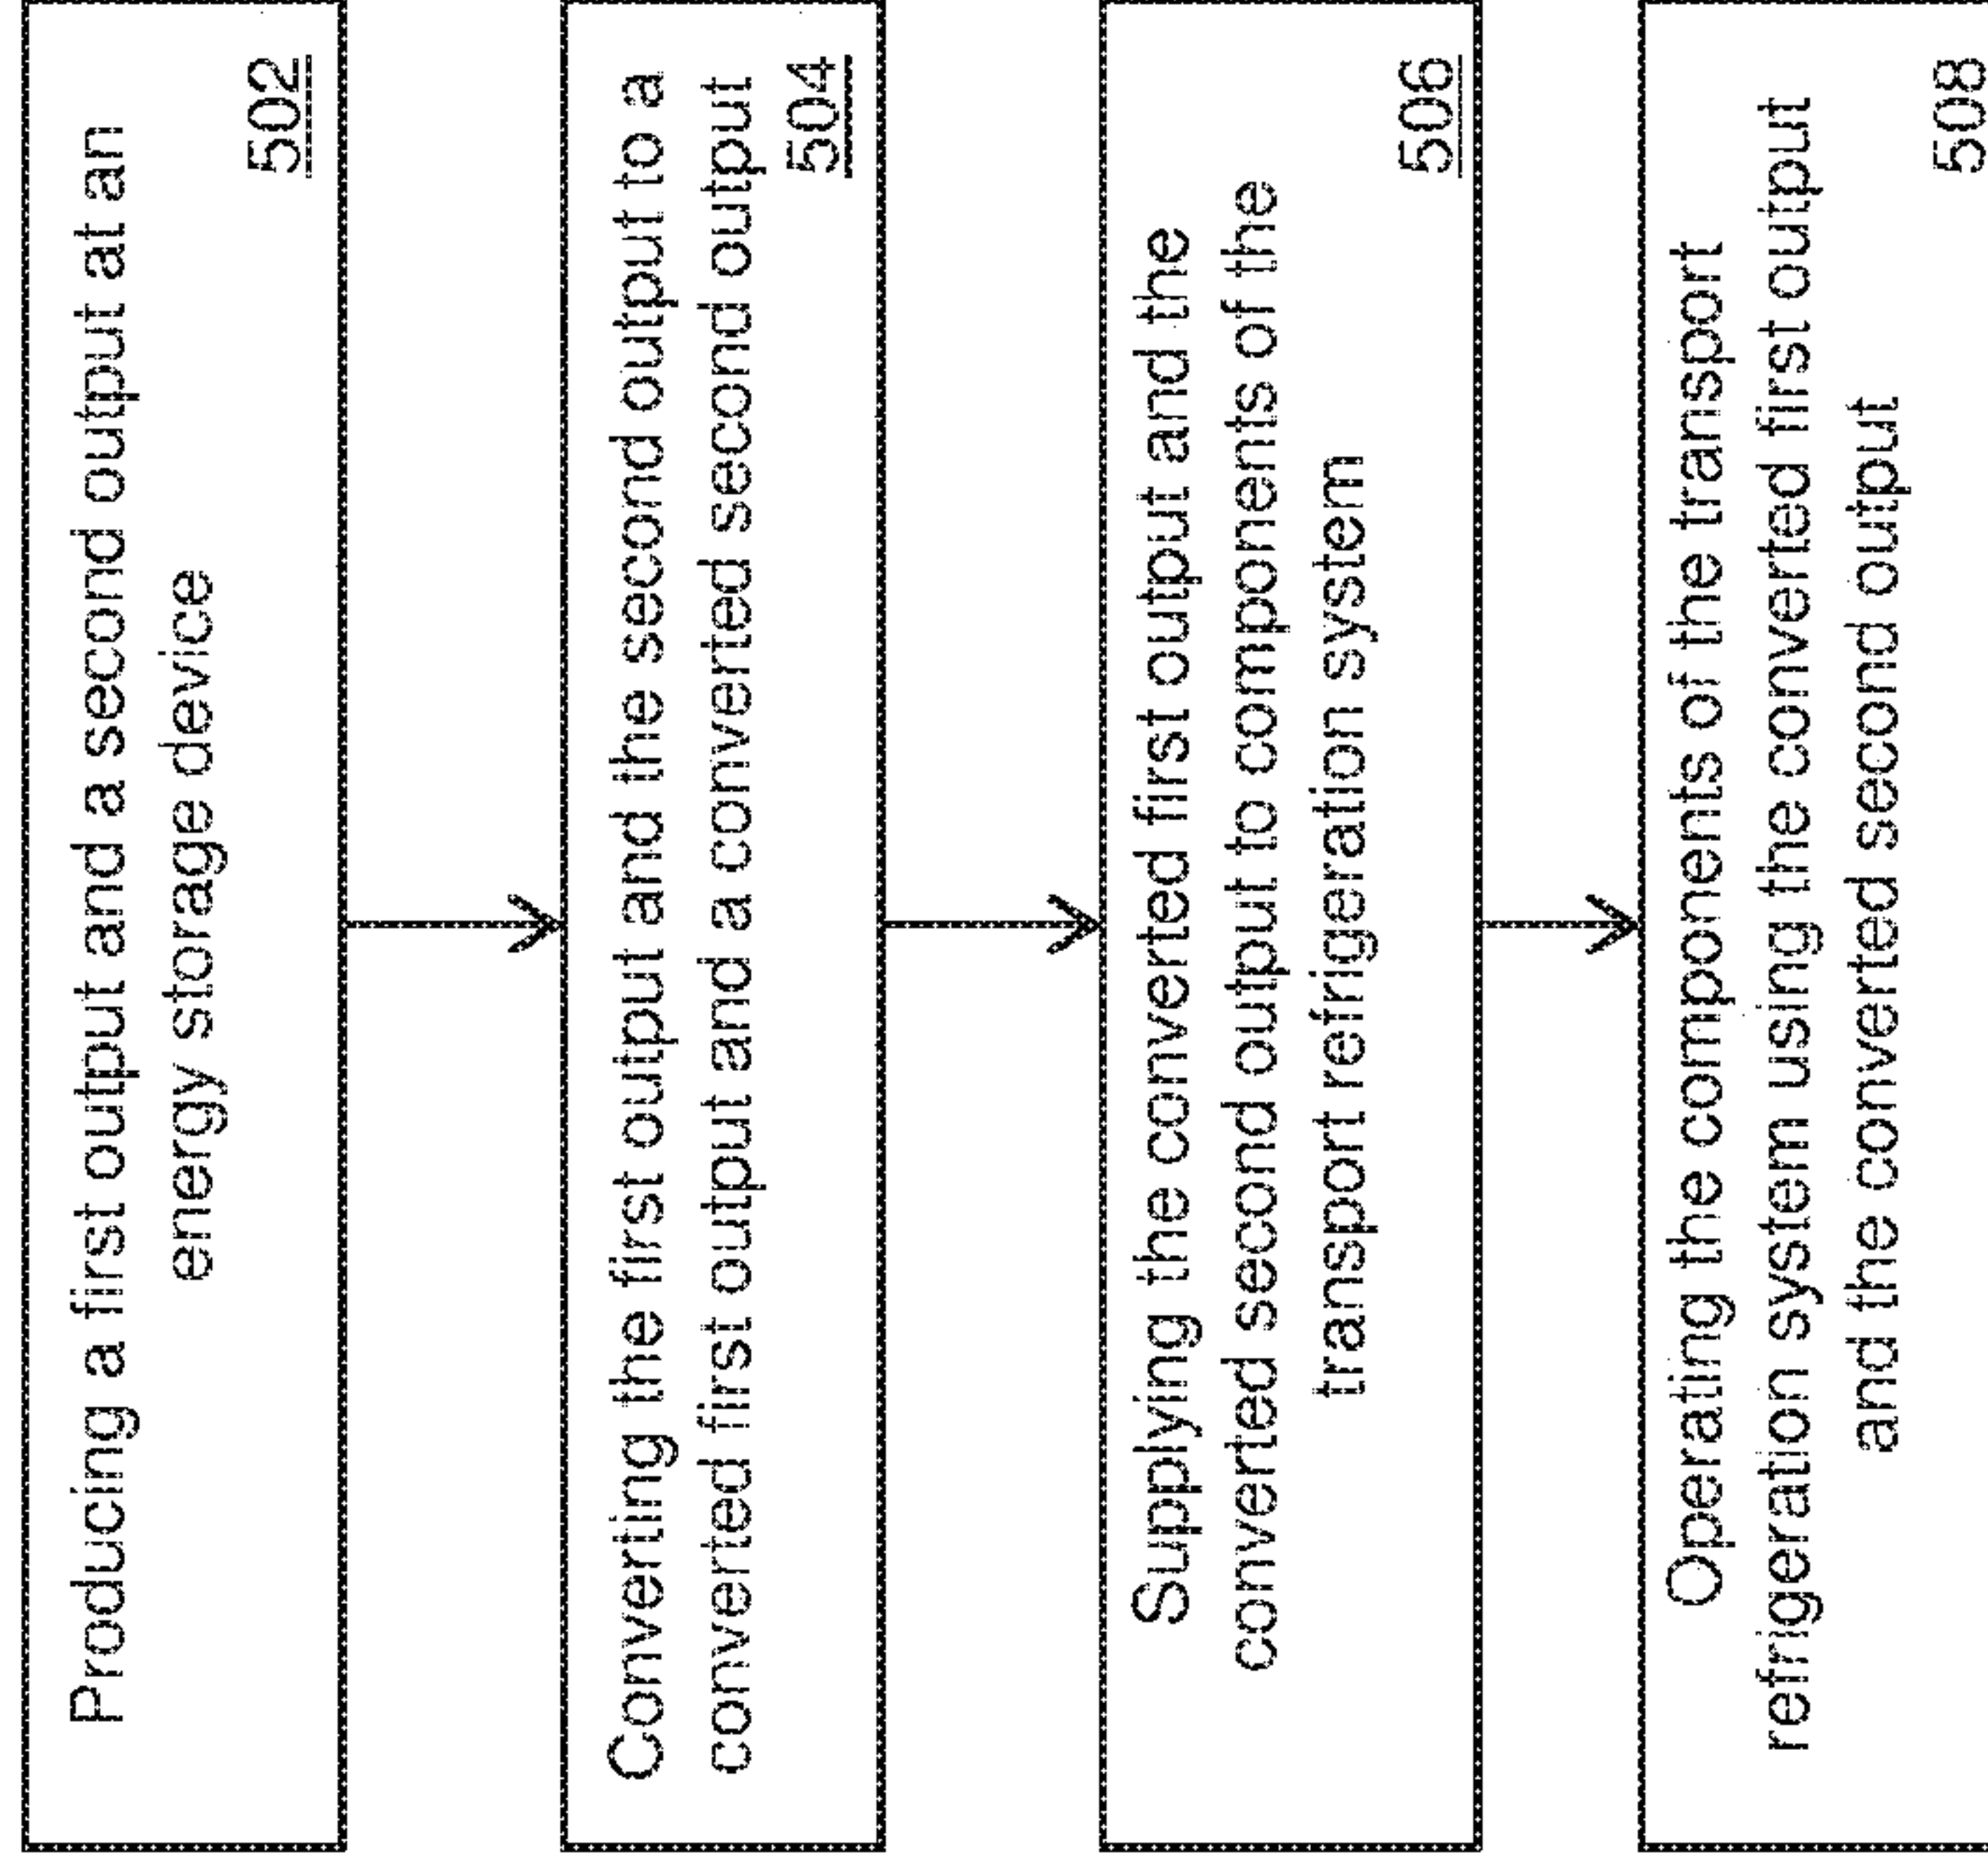 Producing a first output and a second output at an
energy storage device
502
Converting the first output and the second output to a
converted first output and a converted second output
504
Supplying the converted first output and the
converted second output to components of the
transport refrigeration system
506
Operating the components of the transport
refrigeration system using the converted first output
and the converted second output
508